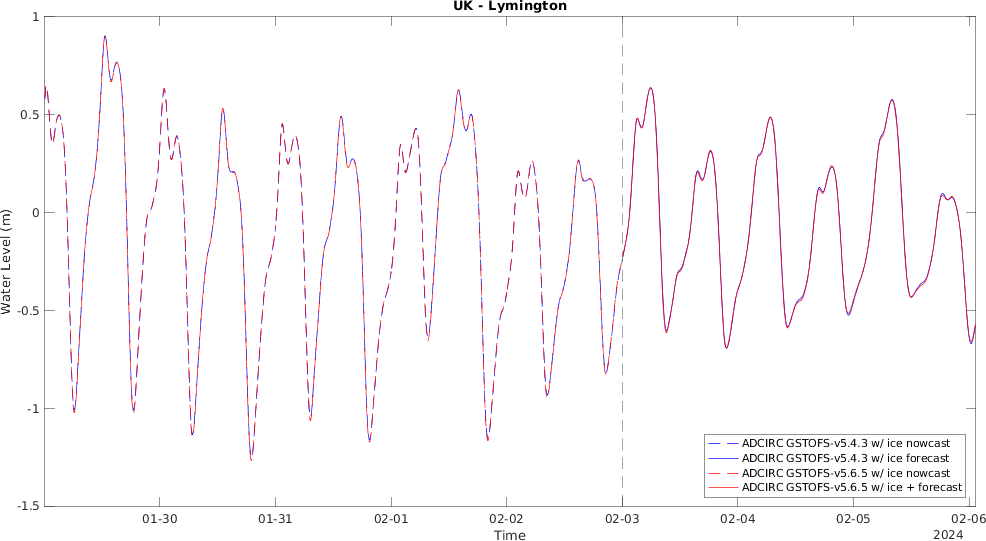 UK - Lymington
1
0.5
0
-0.5
-1
-1.5
Water Level (m)
01-30
01-31
02-01
02-02
02-03
02-04
02-05
02-06
Time
2024
ADCIRC GSTOFS-v5.4.3 w/ ice nowcast
ADCIRC GSTOFS-v5.4.3 w/ ice forecast
ADCIRC GSTOFS-v5.6.5 w/ ice nowcast
ADCIRC GSTOFS-v5.6.5 w/ ice + forecast